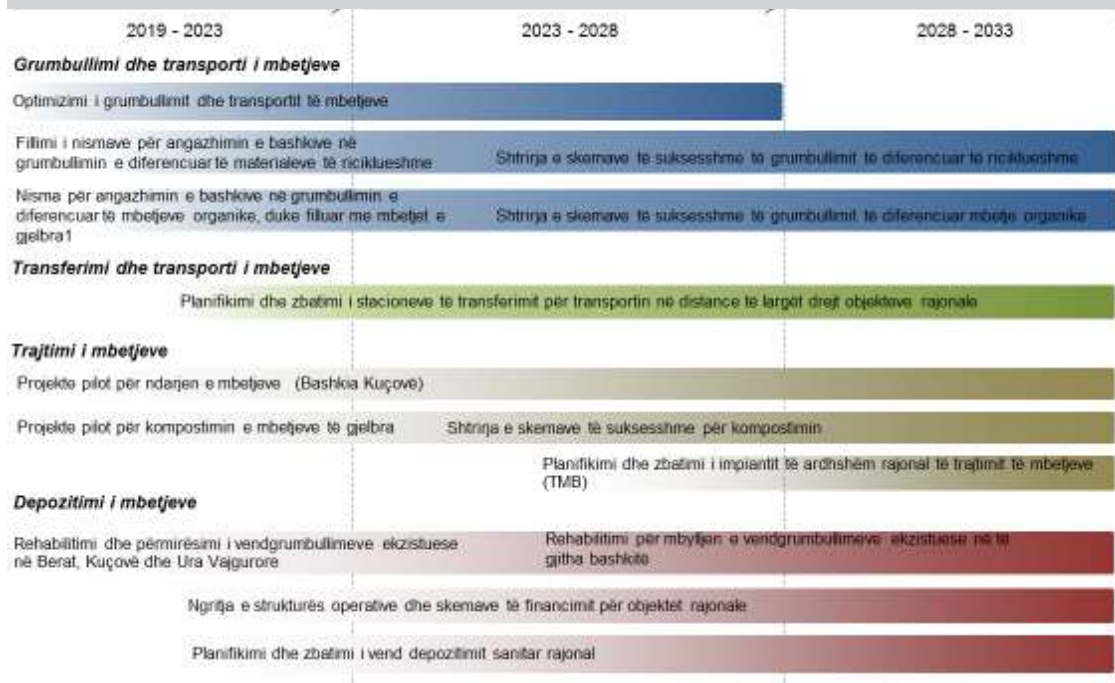 2019 - 2023
2023 - 2028
2028 - 2033
Grumbullimi dhe transporti i mbetjeve
Optimizimi i grumbullimit dhe transportit të mbetjeve
Fillimi i nismave për angazhimin e bashkive në
grumbullimin e diferencuar të materialeve të riciklueshme
Shtrirja e skemave të suksesshme të grumbullimit të diferencuar të riciklueshme
Nisma për angazhimin e bashkive në grumbullimin e
diferencuar të mbetjeve organike, duke filluar me mbetjet e
gjelbra1
Shtrirja e skemave të suksesshme të grumbullimit të diferencuar mbetje organike
Transferimi dhe transporti i mbetjeve
Planifikimi dhe zbatimi i stacioneve të transferimit për transportin në distance të largët drejt objekteve rajonale
Trajtimi i mbetjeve
Projekte pilot për ndarjen e mbetjeve (Bashkia Kuçovë)
Projekte pilot për kompostimin e mbetjeve të gjelbra
Shtrirja e skemave të suksesshme për kompostimin
Planifikimi dhe zbatimi i impiantit të ardhshëm rajonal të trajtimit të mbetjeve
(TMB)
Depozitimi i mbetjeve
Rehabilitimi dhe përmirësimi i vendgrumbullimeve ekzistuese
në Berat, Kuçovë dhe Ura Vajgurore
Rehabilitimi për mbylljen e vendgrumbullimeve ekzistuese në të
gjitha bashkitë
Ngritja e strukturës operative dhe skemave të financimit për objektet rajonale
Planifikimi dhe zbatimi i vend depozitimit sanitar rajonal